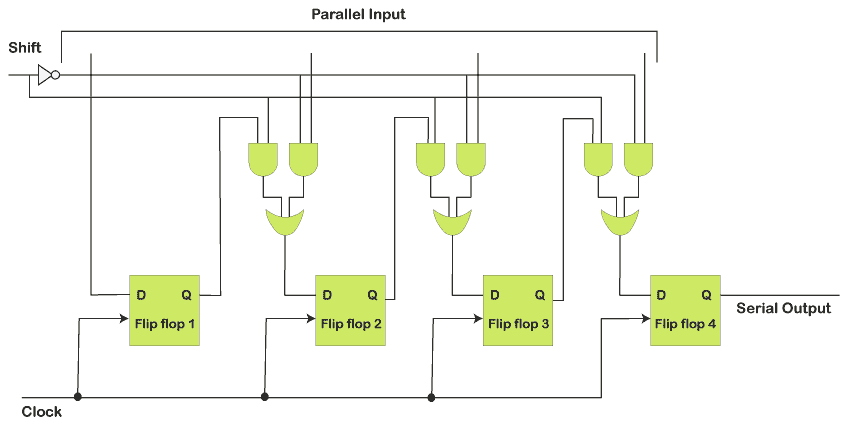 Parallel Input
Shift
D Q
Flip flop 1
D Q
Flip flop 2
D Q
Flip flop 3
D Q
Flip flop 4
Serial Output
Clock